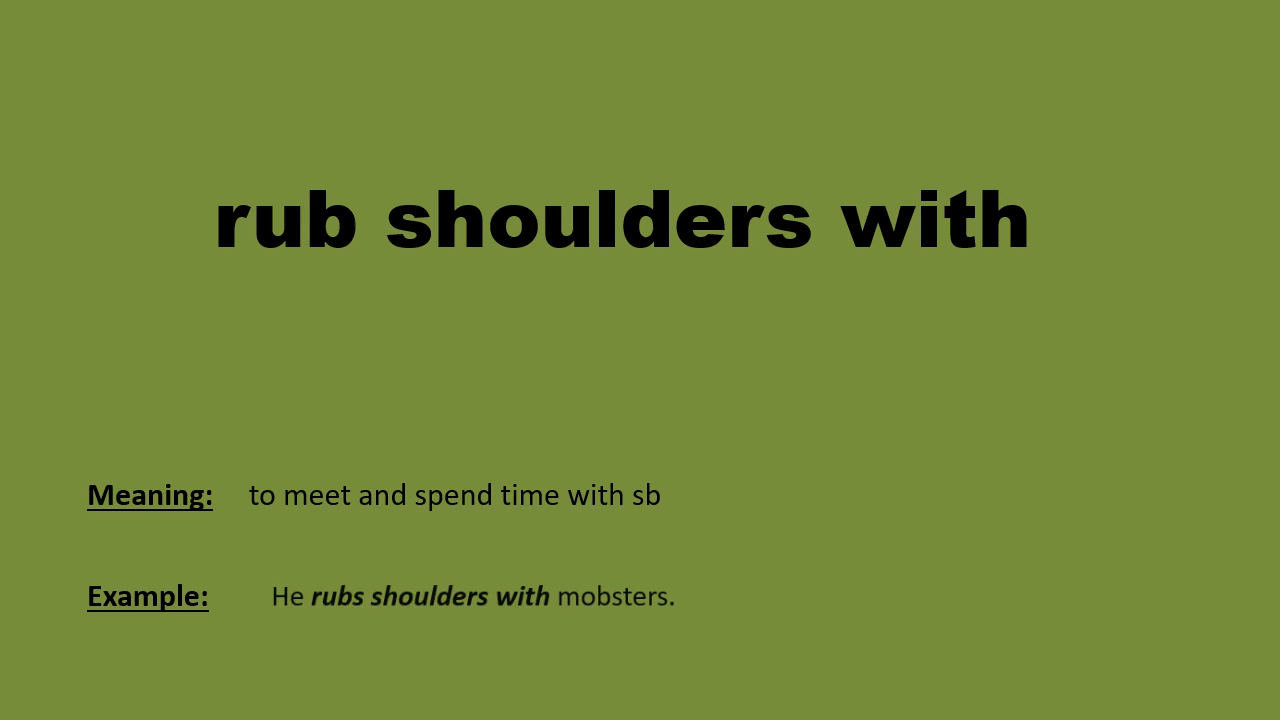 rub shoulders with
Meaning: to meet and spend time with sb
Example: He rubs shoulders with mobsters.